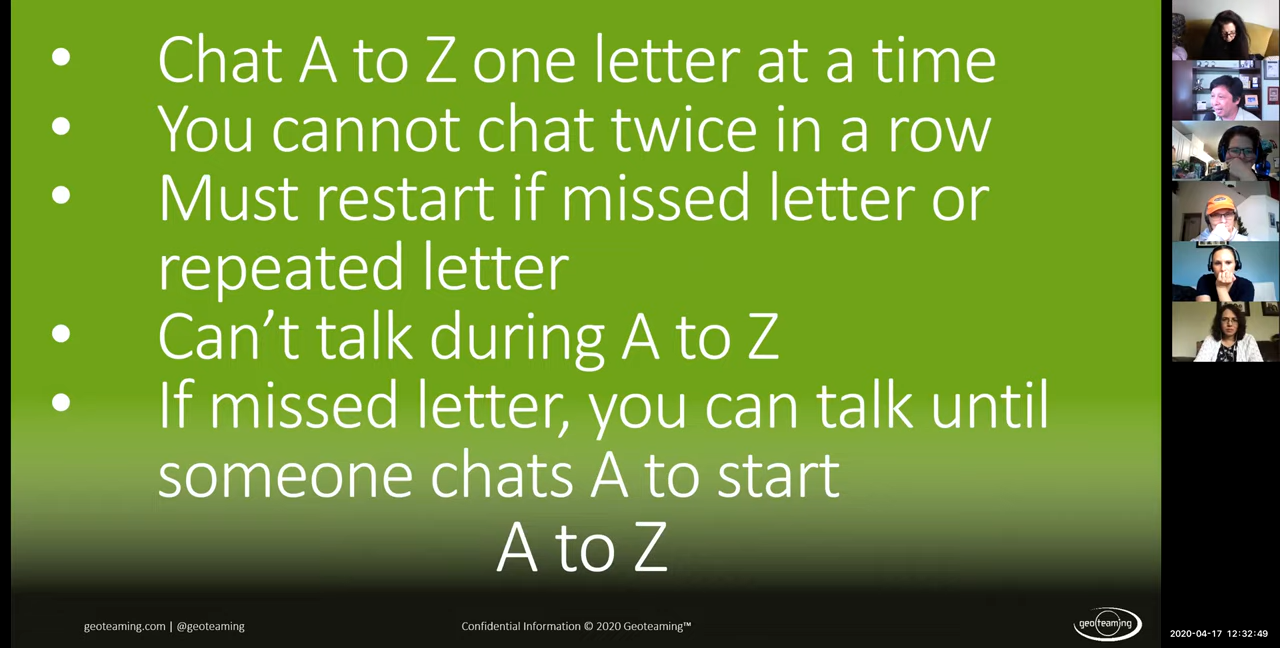 • Chat A to Z one letter at a time
• You cannot chat twice in a row
• Must restart if missed letter or
repeated letter
• Can’t talk during A to Z
• If missed letter, you can talk until
someone chats A to start
A to Z
geoteaming.com | @geoteaming
Confidential Information © 2020 Geoteaming™
geoteaming
2020-04-17 12:32:49